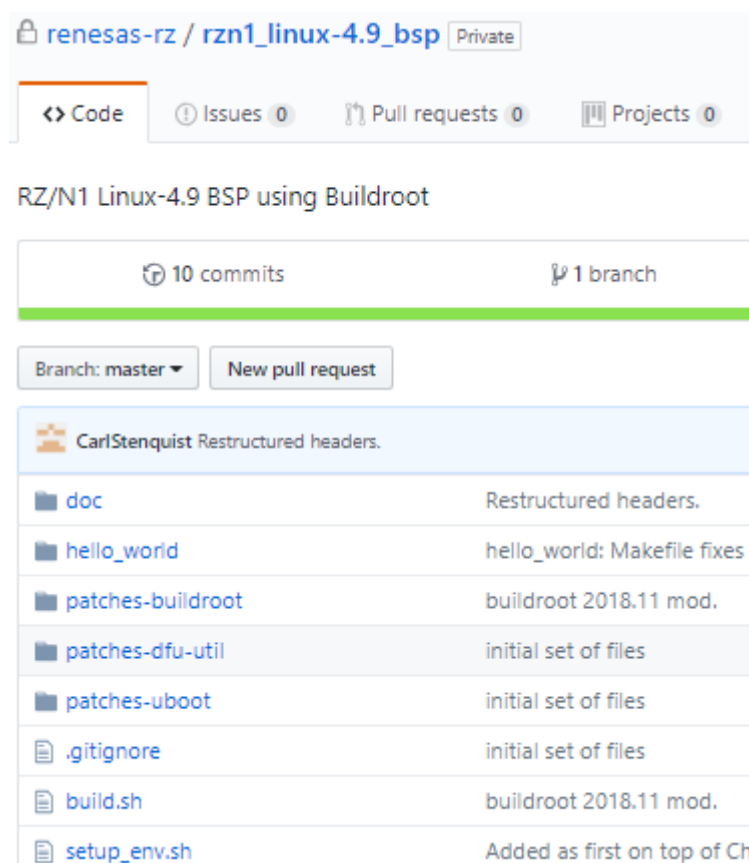 renesas-rz / rzn1_linux-4.9_bsp Private
Code Issues 0 Pull requests 0 Projects 0
RZ/N1 Linux-4.9 BSP using Buildroot
10 commits 1 branch
Branch: master New pull request
CarlStenquist Restructured headers.
doc Restructured headers.
hello_world hello_world: Makefile fixes
patches-buildroot buildroot 2018.11 mod.
patches-dfu-util initial set of files
patches-uboot initial set of files
.gitignore initial set of files
build.sh buildroot 2018.11 mod.
setup_env.sh Added as first on top of Ch